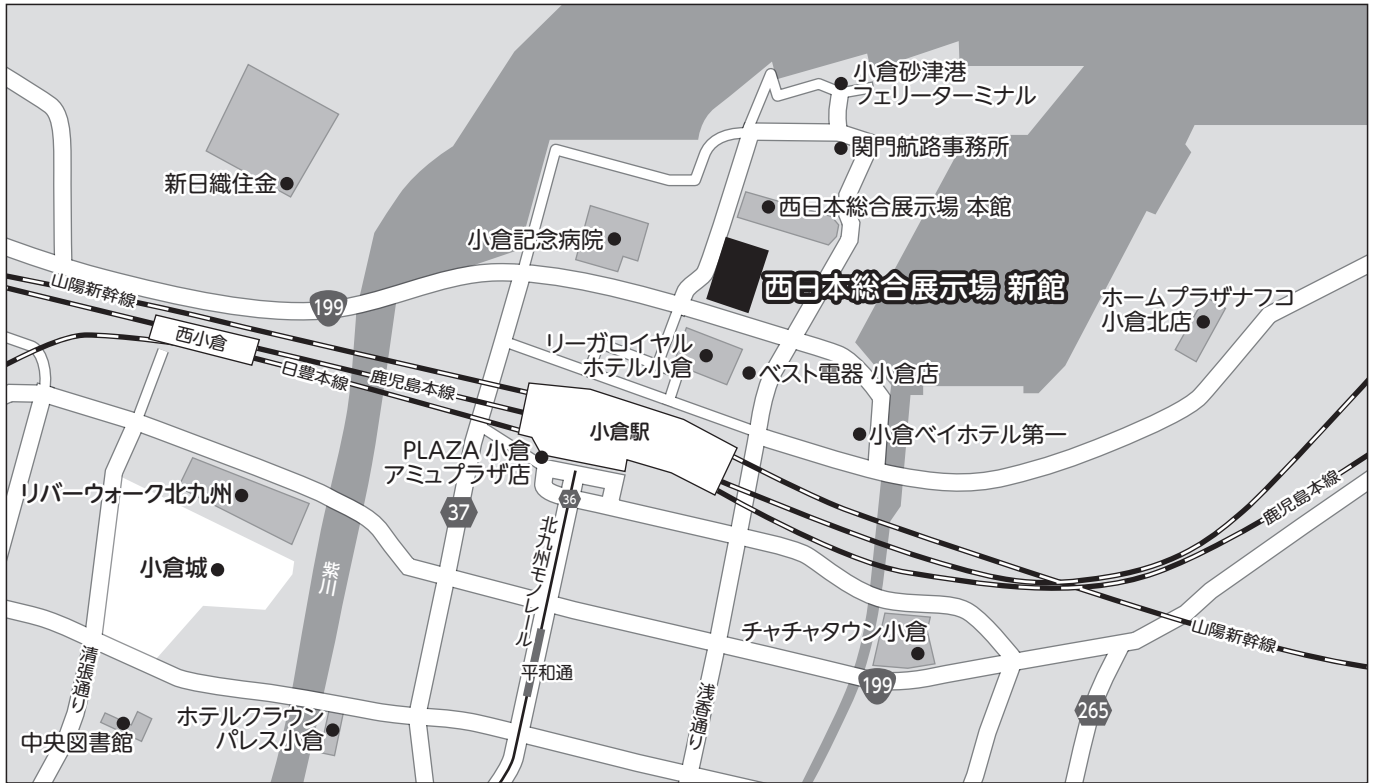 小倉砂津港
フェリーターミナル
関門航路事務所
新日鐵住金
西日本総合展示場 本館
小倉記念病院
西日本総合展示場 新館
山陽新幹線
199
ホームプラザナフコ
小倉北店
西小倉
リーガロイヤル
ホテル小倉
日豊本線
鹿児島本線
ベスト電器 小倉店
小倉駅
小倉ベイホテル第一
PLAZA 小倉
アミュプラザ店
リバーウォーク北九州
36
37
鹿児島本線
北九州モノレール
小倉城
紫川
チャチャタウン小倉
山陽新幹線
清張通り
平和通
199
浅香通り
265
ホテルクラウン
パレス小倉
中央図書館